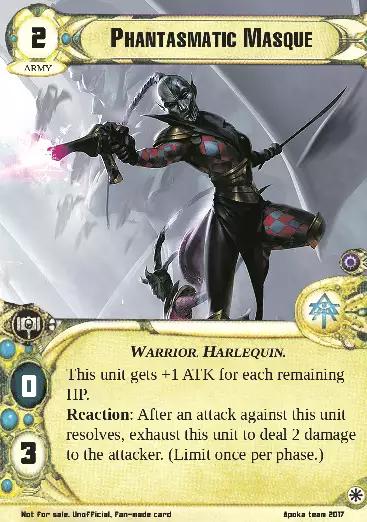 2
PHANTASMATIC MASQUE
ARMY
WARRIOR. HARLEQUIN.
0
This unit gets +1 ATK for each remaining
HP.
Reaction: After an attack against this unit
resolves, exhaust this unit to deal 2 damage
to the attacker. (Limit once per phase.)
3
Not for sale. Unofficial, Fan-made card
Apoka team 2017